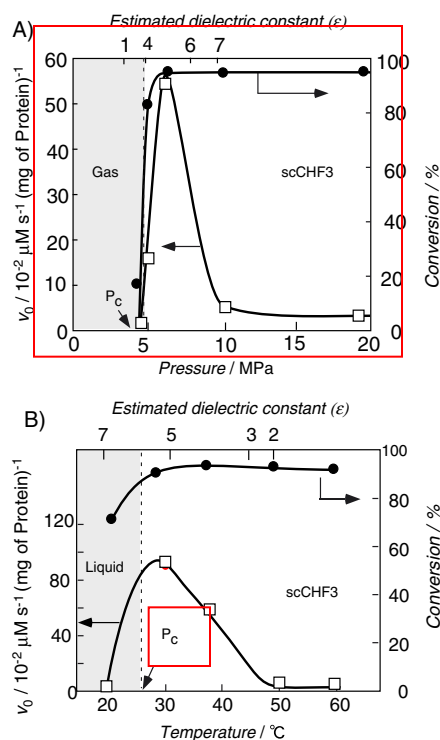 Estimated dielectric constant (ε)
A)
1 4 6 7
60
50
40
30
20
10
0
v0 / 10-2 μM s-1 (mg of Protein)-1
Gas
scCHF3
Pc
100
80
60
40
20
0
Conversion / %
0 5 10 15 20
Pressure / MPa
B)
Estimated dielectric constant (ε)
7 5 3 2
120
80
40
0
v0 / 10-2 μM s-1 (mg of Protein)-1
Liquid
scCHF3
Pc
100
80
60
40
20
0
Conversion / %
20 30 40 50 60
Temperature / °C